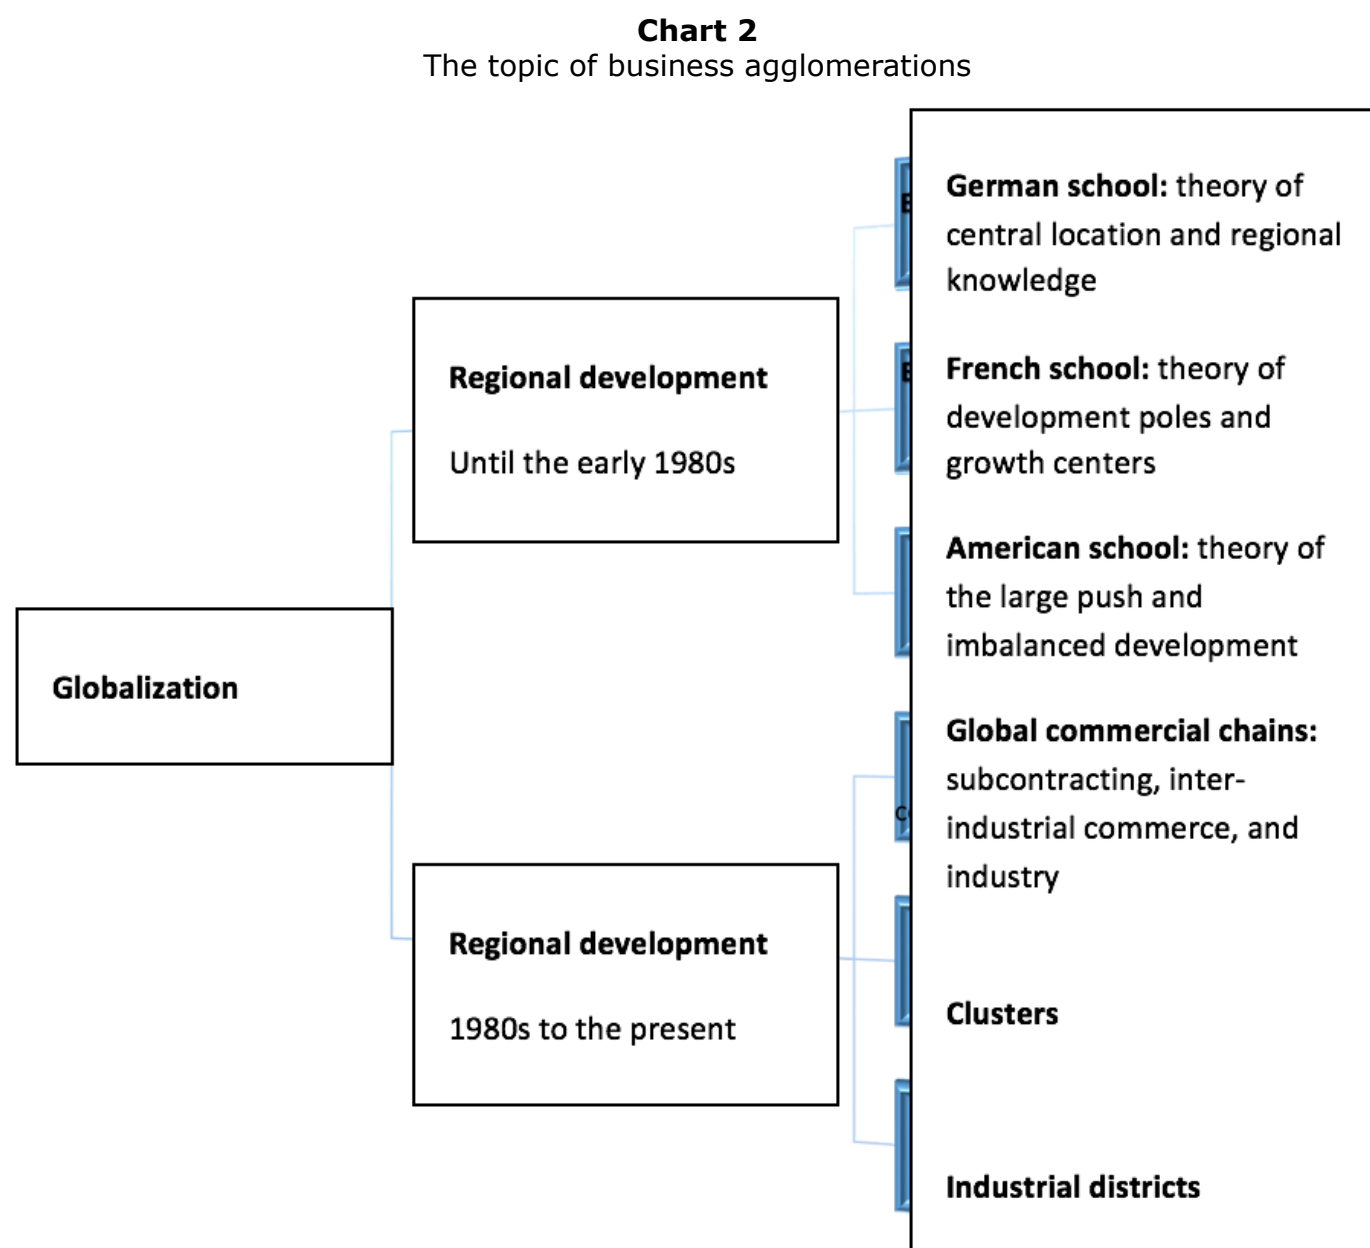 Chart 2
The topic of business agglomerations
German school: theory of
central location and regional
knowledge
Regional development
Until the early 1980s
French school: theory of
development poles and
growth centers
American school: theory of
the large push and
imbalanced development
Globalization
Global commercial chains:
subcontracting, inter-
industrial commerce, and
industry
Regional development
1980s to the present
Clusters
Industrial districts